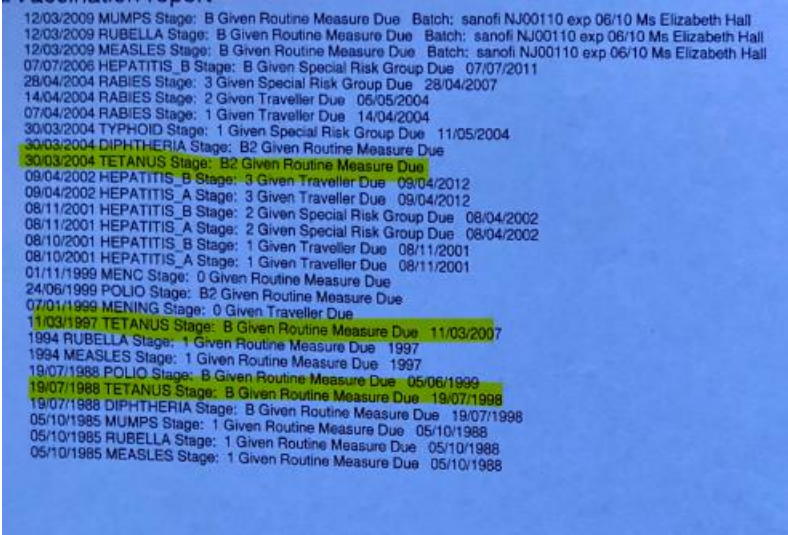 Vaccination report
12/03/2009 MUMPS Stage: B Given Routine Measure Due Batch: sanofi NJ00110 exp 06/10 Ms Elizabeth Hall
12/03/2009 RUBELLA Stage: B Given Routine Measure Due Batch: sanofi NJ00110 exp 06/10 Ms Elizabeth Hall
12/03/2009 MEASLES Stage: B Given Routine Measure Due Batch: sanofi NJ00110 exp 06/10 Ms Elizabeth Hall
07/07/2006 HEPATITIS_B Stage: B Given Special Risk Group Due 07/07/2011
28/04/2004 RABIES Stage: 3 Given Special Risk Group Due 28/04/2007
14/04/2004 RABIES Stage: 2 Given Traveller Due 05/05/2004
07/04/2004 RABIES Stage: 1 Given Traveller Due 14/04/2004
30/03/2004 TYPHOID Stage: 1 Given Special Risk Group Due 11/05/2004
30/03/2004 DIPHTHERIA Stage: B2 Given Routine Measure Due
30/03/2004 TETANUS Stage: B2 Given Routine Measure Due
09/04/2002 HEPATITIS_B Stage: 3 Given Traveller Due 09/04/2012
09/04/2002 HEPATITIS_A Stage: 3 Given Traveller Due 09/04/2012
08/11/2001 HEPATITIS_B Stage: 2 Given Special Risk Group Due 08/04/2002
08/11/2001 HEPATITIS_A Stage: 2 Given Special Risk Group Due 08/04/2002
08/10/2001 HEPATITIS_B Stage: 1 Given Traveller Due 08/11/2001
08/10/2001 HEPATITIS_A Stage: 1 Given Traveller Due 08/11/2001
01/11/1999 MENC Stage: 0 Given Routine Measure Due
24/06/1999 POLIO Stage: B2 Given Routine Measure Due
07/01/1999 MENING Stage: 0 Given Traveller Due
11/03/1997 TETANUS Stage: B Given Routine Measure Due 11/03/2007
1994 RUBELLA Stage: 1 Given Routine Measure Due 1997
1994 MEASLES Stage: 1 Given Routine Measure Due 1997
19/07/1988 POLIO Stage: B Given Routine Measure Due 05/06/1999
19/07/1988 TETANUS Stage: B Given Routine Measure Due 19/07/1998
19/07/1988 DIPHTHERIA Stage: B Given Routine Measure Due 19/07/1998
05/10/1985 MUMPS Stage: 1 Given Routine Measure Due 05/10/1988
05/10/1985 RUBELLA Stage: 1 Given Routine Measure Due 05/10/1988
05/10/1985 MEASLES Stage: 1 Given Routine Measure Due 05/10/1988